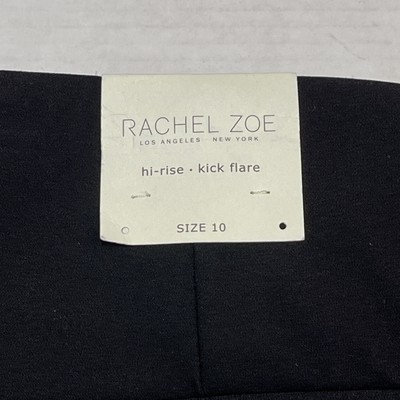 RACHEL ZOE
LOS ANGELES NEW YORK
hi-rise • kick flare
SIZE 10